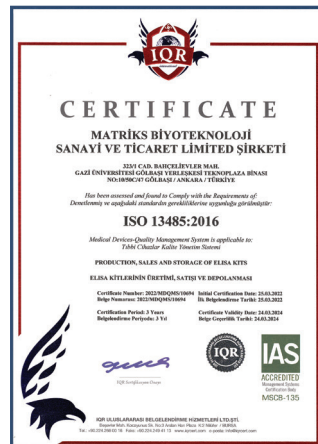 IQR
CERTIFICATE
MATRİKS BİYOTEKNOLOJİ
SANAYİ VE TİCARET LİMİTED ŞİRKETİ
323/1 CAD. BAHÇELİEVLER MAH.
GAZİ ÜNİVERSİTESİ GÖLBAŞI YERLEŞKESİ TEKNOPLAZA BİNASI
NO:10/50C/47 GÖLBAŞI / ANKARA / TÜRKİYE
Has been assessed and found to Comply with the Requirements of:
Denetlenmiş ve aşağıdaki standardın gerekliliklerine uygunluğu görülmüştür:
ISO 13485:2016
Medical Devices-Quality Management System is applicable to:
Tıbbi Cihazlar Kalite Yönetim Sistemi
PRODUCTION, SALES AND STORAGE OF ELISA KITS
ELISA KİTLERİNİN ÜRETİMİ, SATIŞI VE DEPOLANMASI
Certificate Number: 2022/MDQMS/10694 Initial Certification Date: 25.03.2022
Belge Numarası: 2022/MDQMS/10694 İlk Belgelendirme Tarihi: 25.03.2022
Certification Period: 3 Years Certificate Validity Date: 24.03.2024
Belgelendirme Periyodu: 3 Yıl Belge Geçerlilik Tarihi: 24.03.2024
IQR
IAS
ACCREDITED
Management Systems
Certification Body
MSCB-135
IQR Sertifikasyon Onayı
IQR ULUSLARARASI BELGELENDİRME HİZMETLERİ LTD.ŞTİ.